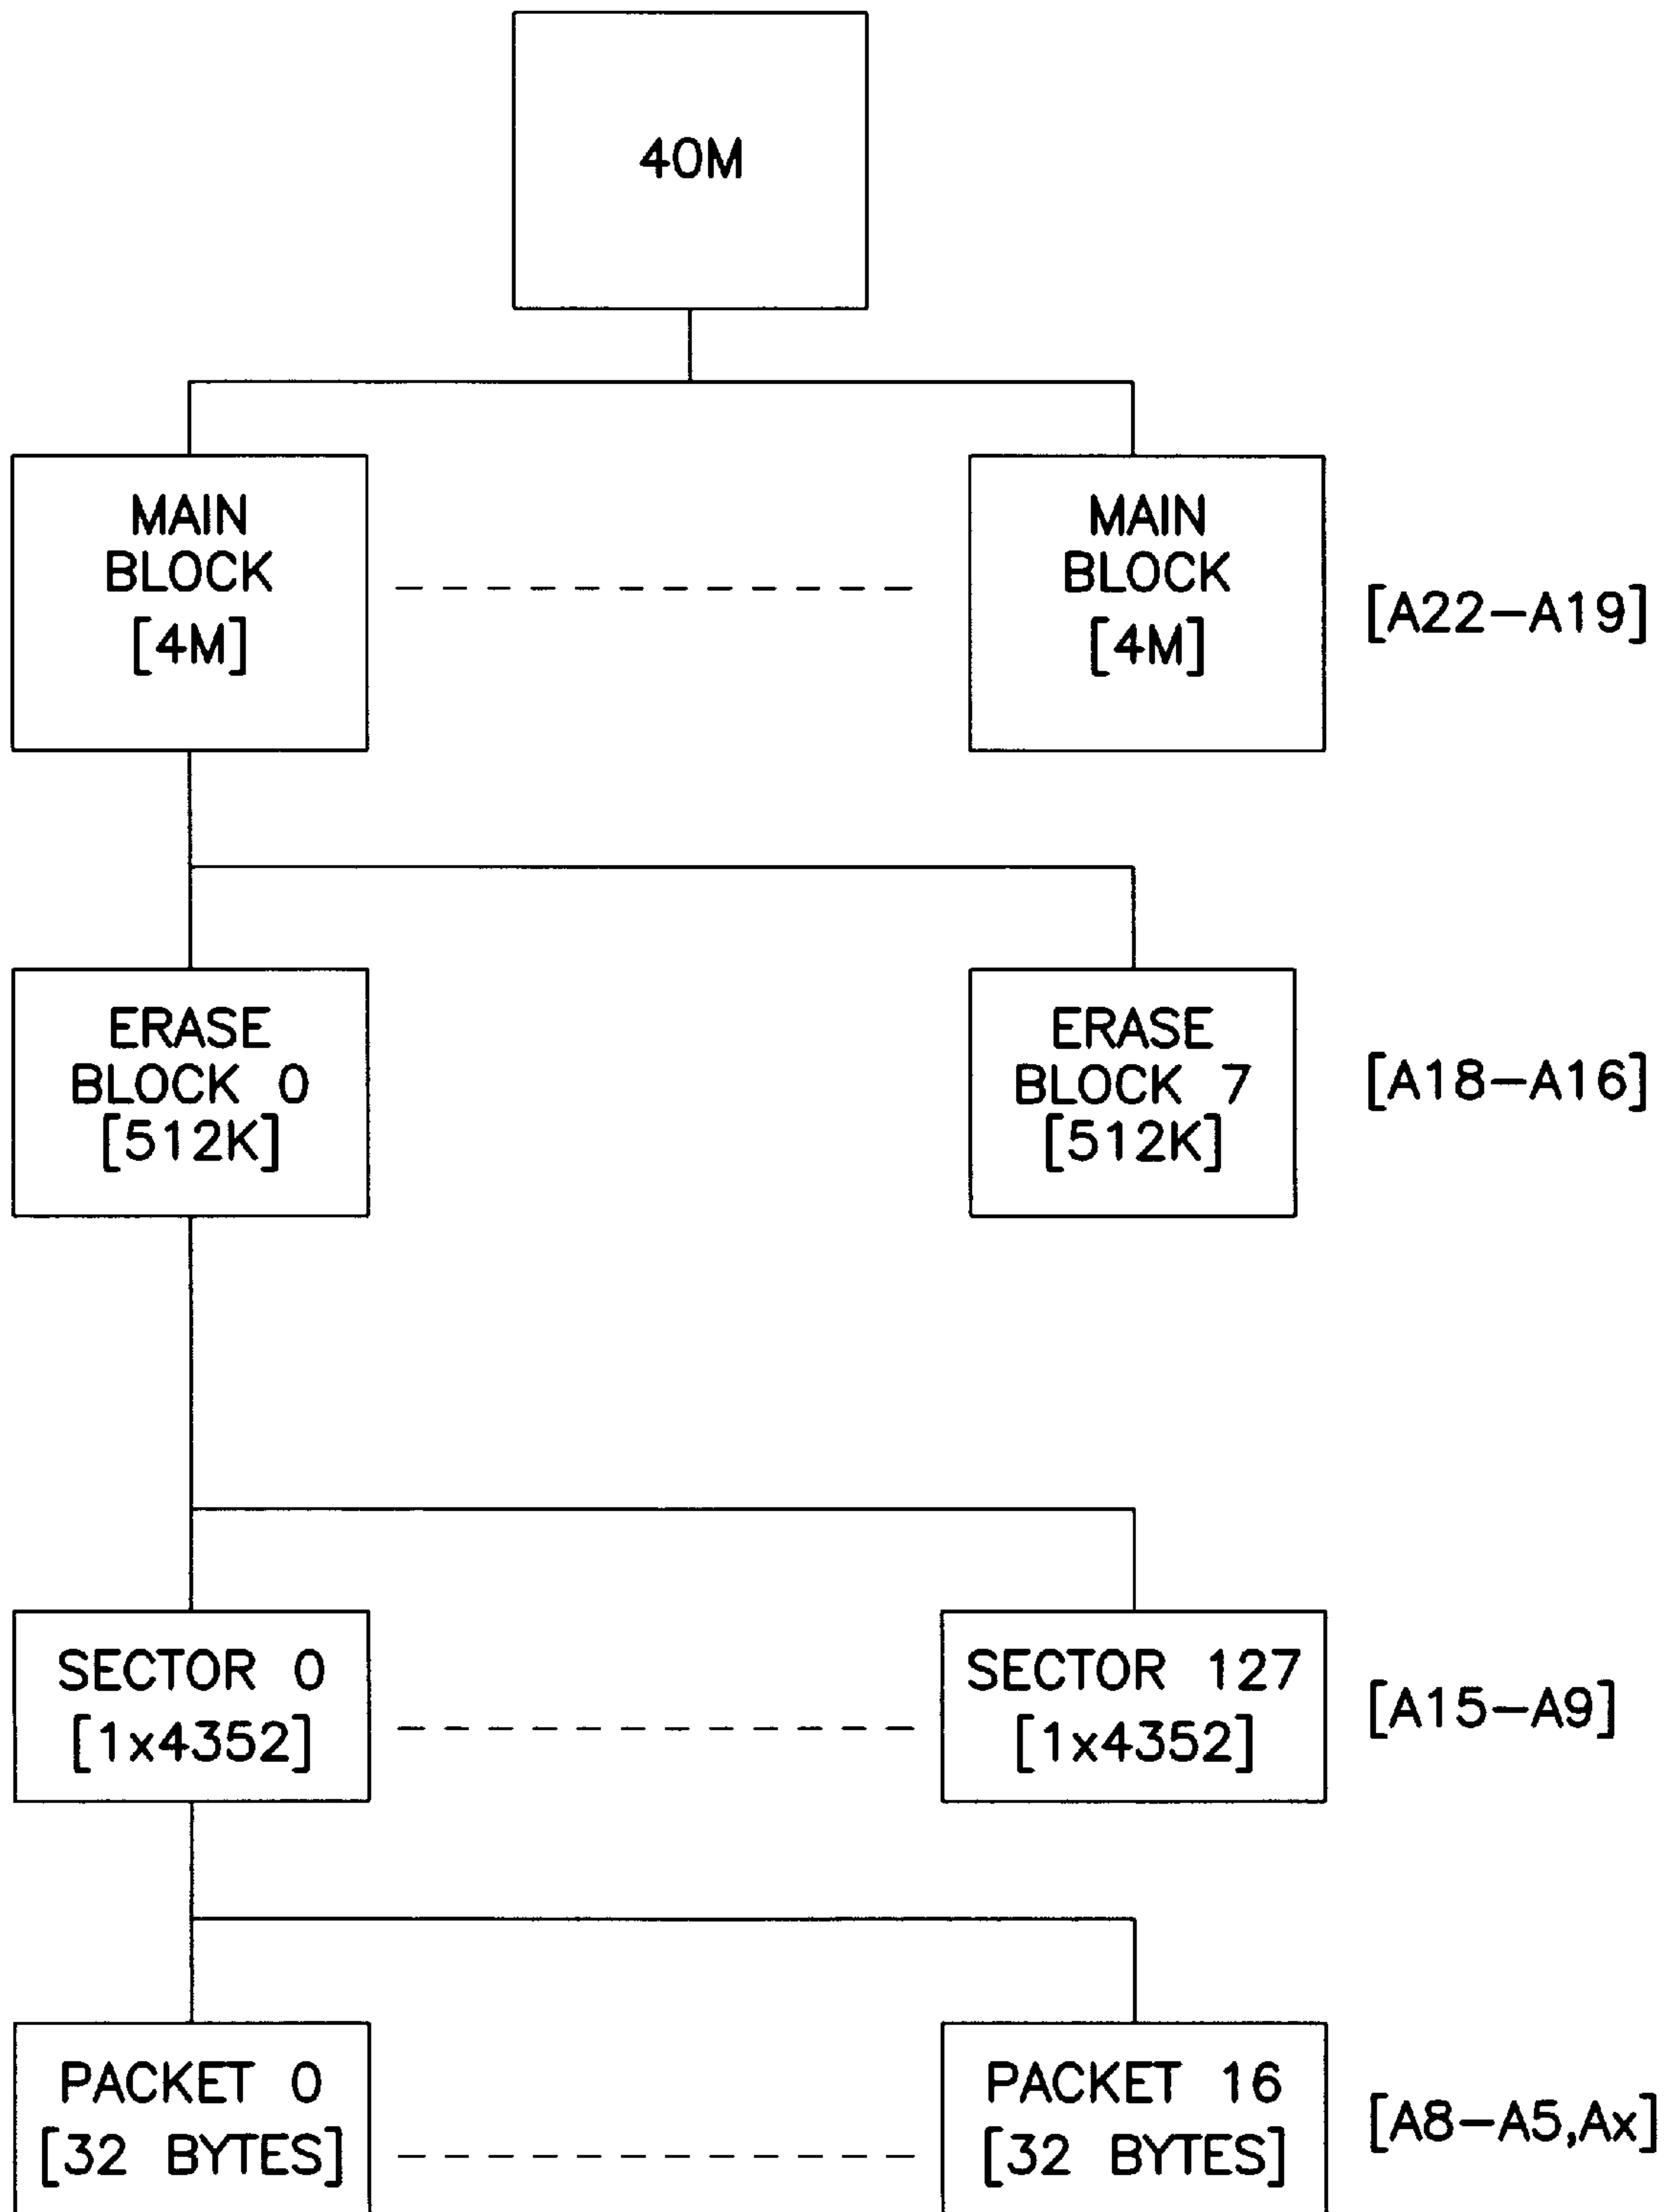 40M
MAIN
BLOCK
[4M]
MAIN
BLOCK
[4M]
[A22-A19]
ERASE
BLOCK 0
[512K]
ERASE
BLOCK 7
[512K]
[A18-A16]
SECTOR 0
[1x4352]
SECTOR 127
[1x4352]
[A15-A9]
PACKET 0
[32 BYTES]
PACKET 16
[32 BYTES]
[A8-A5,Ax]